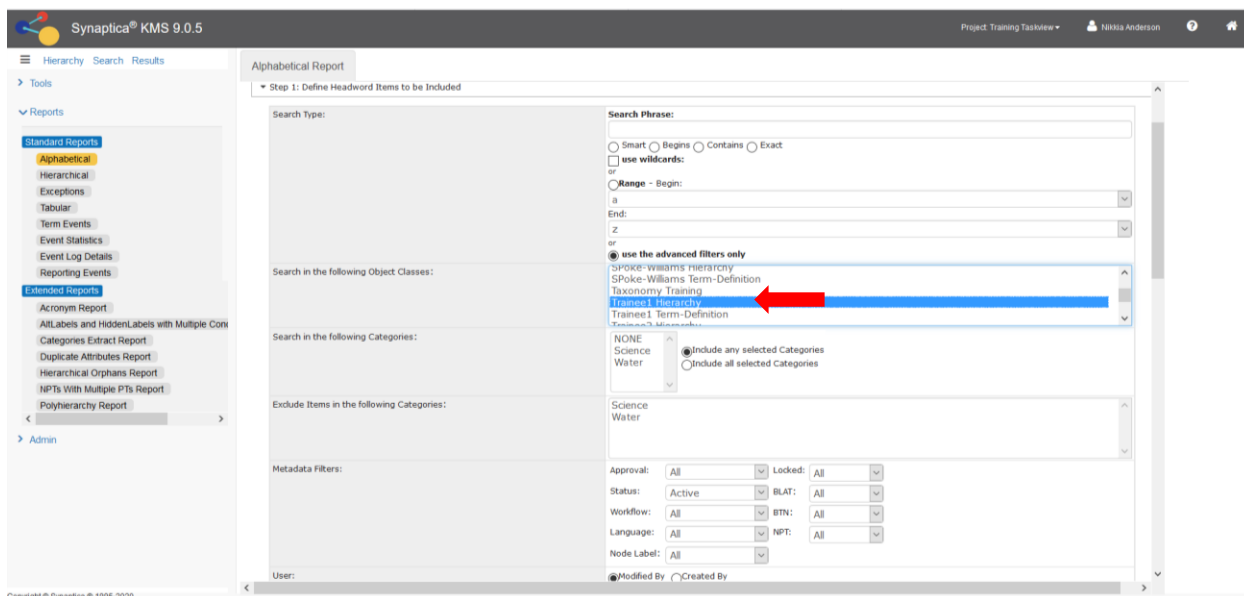 Synaptica® KMS 9.0.5
Project: Training Taskview
Nikkia Anderson
Hierarchy Search Results
Tools
Reports
Standard Reports
Alphabetical
Hierarchical
Exceptions
Tabular
Term Events
Event Statistics
Event Log Details
Reporting Events
Extended Reports
Acronym Report
AltLabels and HiddenLabels with Multiple
Categories Extract Report
Duplicate Attributes Report
Hierarchical Orphans Report
NPTs With Multiple PTs Report
Polyhierarchy Report
Admin
Alphabetical Report
Step 1: Define Headword Items to be Included
Search Type:
Search Phrase:
Smart Begins Contains Exact
use wildcards:
or
Range - Begin:
a
End:
z
or
use the advanced filters only
Search in the following Object Classes:
SPoke-Williams Hierarchy
SPoke-Williams Term-Definition
Taxonomy Training
Trainee1 Hierarchy
Trainee1 Term-Definition
Trainee2 Hierarchy
Search in the following Categories:
NONE
Science
Water
Include any selected Categories
Include all selected Categories
Exclude Items in the following Categories:
Science
Water
Metadata Filters:
Approval: All Locked: All
Status: Active BLAT: All
Workflow: All BTN: All
Language: All NPT: All
Node Label: All
User:
Modified By Created By